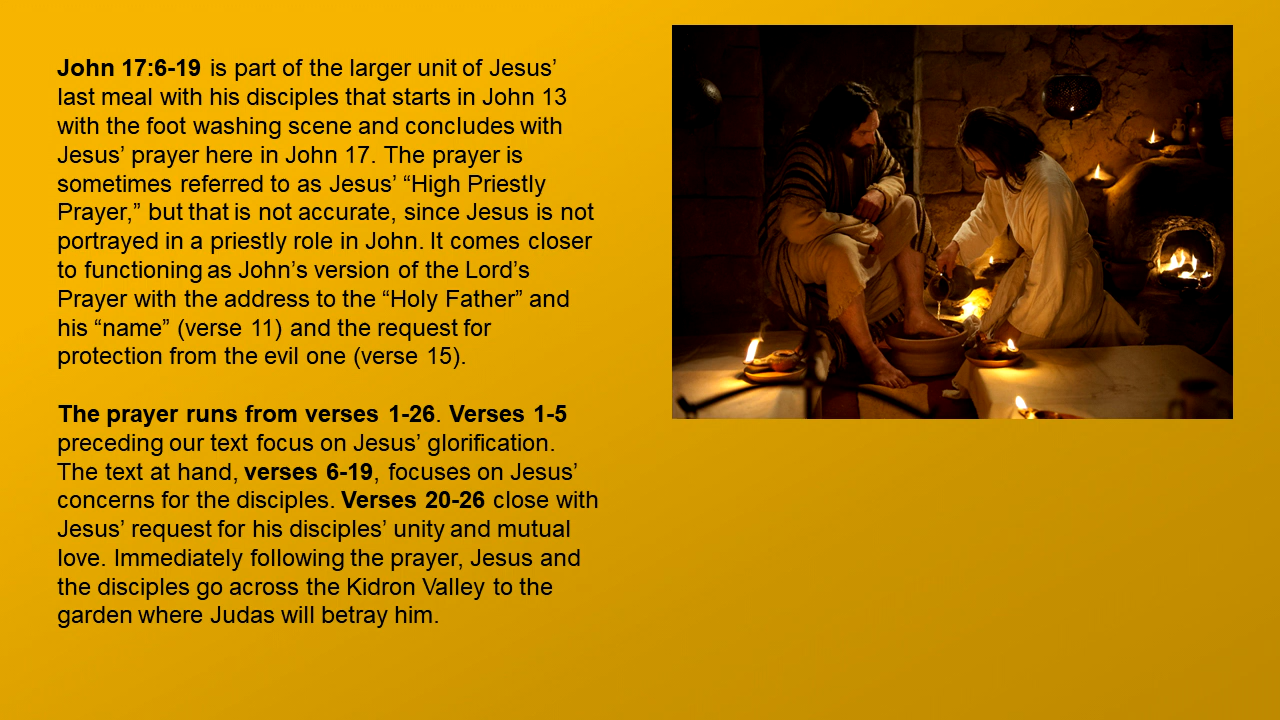 John 17:6-19 is part of the larger unit of Jesus’
last meal with his disciples that starts in John 13
with the foot washing scene and concludes with
Jesus’ prayer here in John 17. The prayer is
sometimes referred to as Jesus’ “High Priestly
Prayer,” but that is not accurate, since Jesus is not
portrayed in a priestly role in John. It comes closer
to functioning as John’s version of the Lord’s
Prayer with the address to the “Holy Father” and
his “name” (verse 11) and the request for
protection from the evil one (verse 15).
The prayer runs from verses 1-26. Verses 1-5
preceding our text focus on Jesus’ glorification.
The text at hand, verses 6-19, focuses on Jesus’
concerns for the disciples. Verses 20-26 close with
Jesus’ request for his disciples’ unity and mutual
love. Immediately following the prayer, Jesus and
the disciples go across the Kidron Valley to the
garden where Judas will betray him.